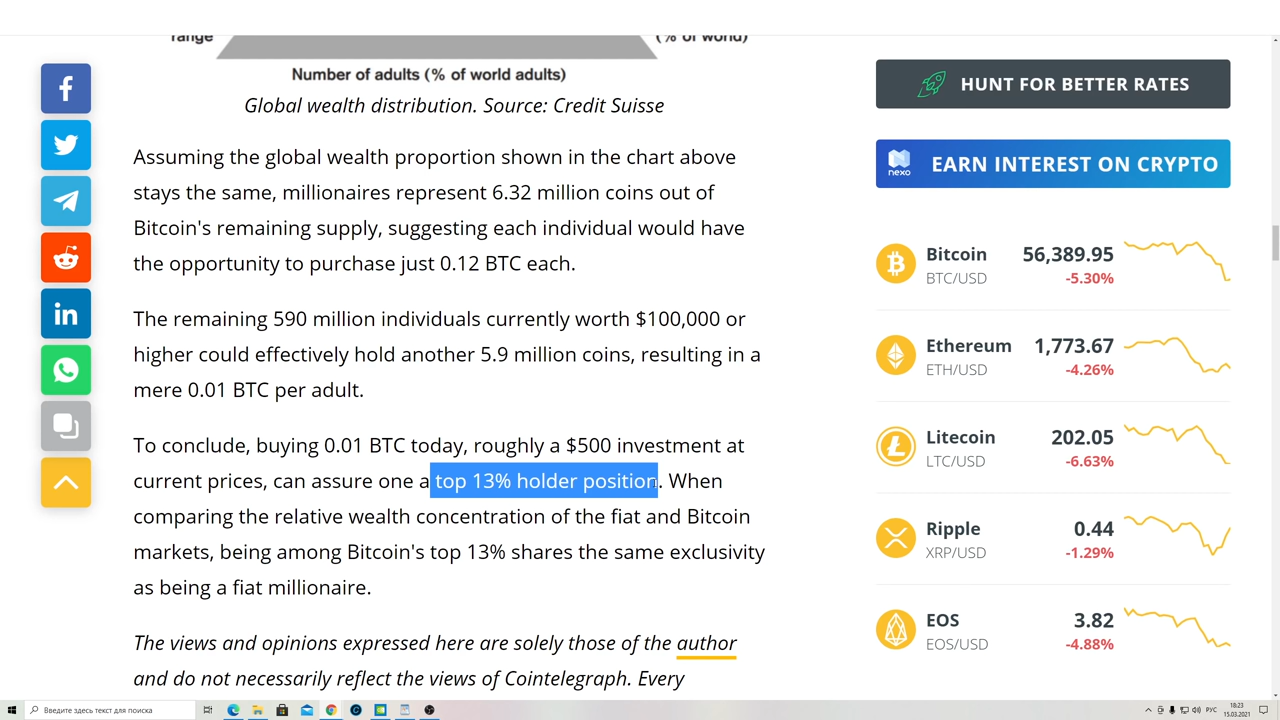 range
(% of world)
Number of adults (% of world adults)
Global wealth distribution. Source: Credit Suisse
Assuming the global wealth proportion shown in the chart above
stays the same, millionaires represent 6.32 million coins out of
Bitcoin's remaining supply, suggesting each individual would have
the opportunity to purchase just 0.12 BTC each.
The remaining 590 million individuals currently worth $100,000 or
higher could effectively hold another 5.9 million coins, resulting in a
mere 0.01 BTC per adult.
To conclude, buying 0.01 BTC today, roughly a $500 investment at
current prices, can assure one a top 13% holder position. When
comparing the relative wealth concentration of the fiat and Bitcoin
markets, being among Bitcoin's top 13% shares the same exclusivity
as being a fiat millionaire.
The views and opinions expressed here are solely those of the author
and do not necessarily reflect the views of Cointelegraph. Every
HUNT FOR BETTER RATES
nexo
EARN INTEREST ON CRYPTO
Bitcoin 56,389.95
BTC/USD -5.30%
Ethereum 1,773.67
ETH/USD -4.26%
Litecoin 202.05
LTC/USD -6.63%
Ripple 0.44
XRP/USD -1.29%
EOS 3.82
EOS/USD -4.88%
Введите здесь текст для поиска
РУС
18:23
15.03.2021